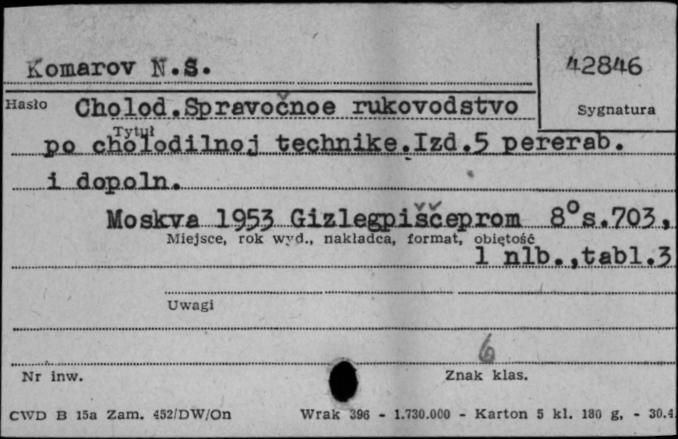 Komarov N.S.
42846
Hasło Cholod.Spravočnoe rukovodstvo
Sygnatura
Tytuł
po cholodilnoj technike.Izd.5 pererab.
i dopoln.
Moskva 1953 Gizlegpiščeprom 8°s.703,
Miejsce, rok wyd., nakładca, format, objętość
1 nlb.,tabl.3
Uwagi
6
Nr inw. Znak klas.
CWD B 15a Zam. 452/DW/On Wrak 396 - 1.730.000 - Karton 5 kl. 180 g. - 30.4.